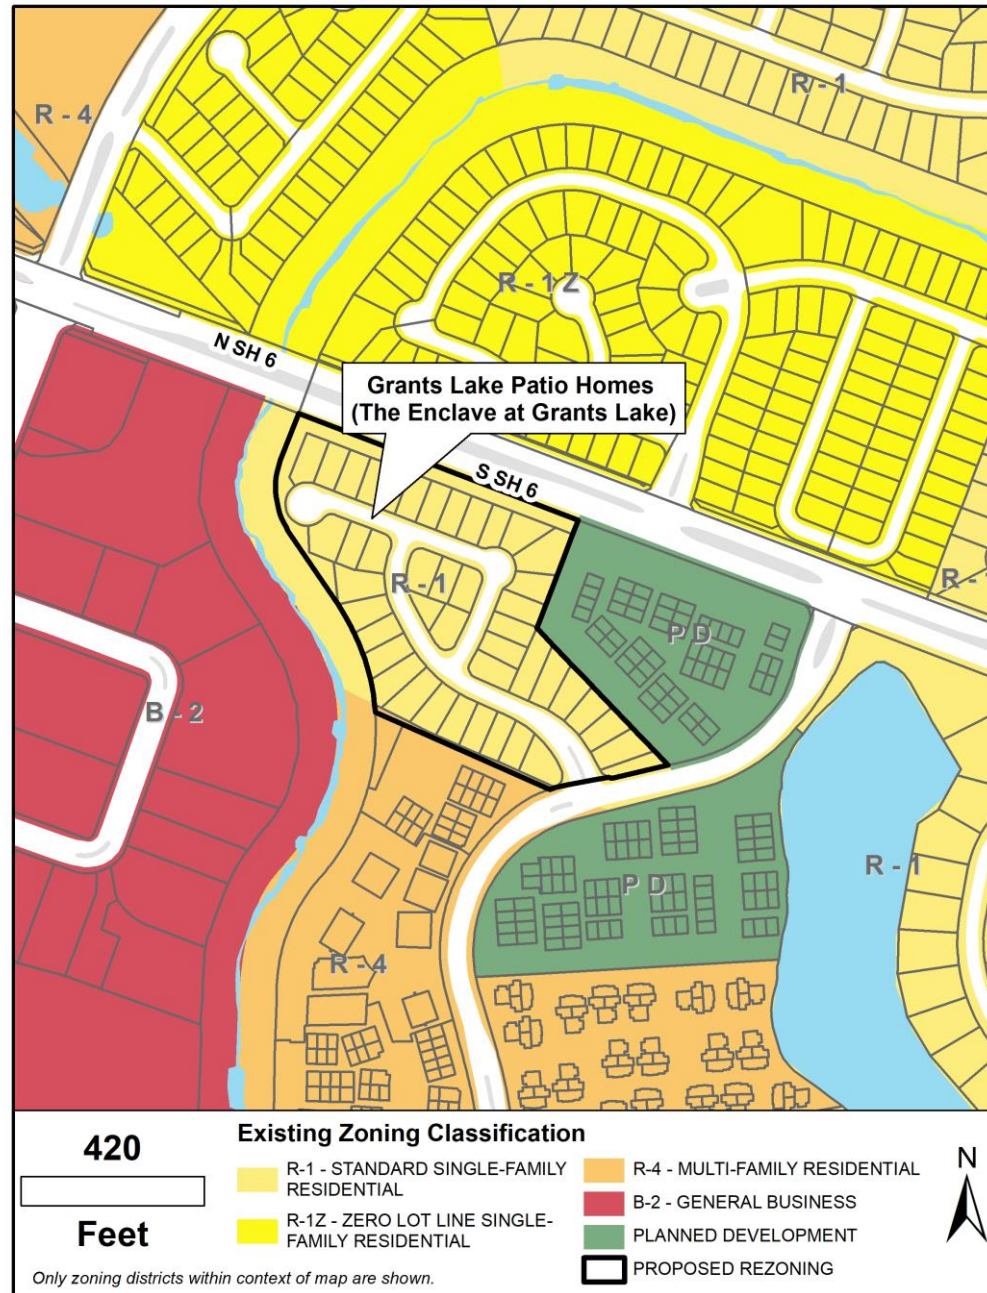 R - 1
R - 4
R - 1 Z
N SH 6
Grants Lake Patio Homes
(The Enclave at Grants Lake)
S SH 6
R - 1
R -
P D
B - 2
R - 1
P D
R - 4
420
Feet
Existing Zoning Classification
R-1 - STANDARD SINGLE-FAMILY
RESIDENTIAL
R-1Z - ZERO LOT LINE SINGLE-
FAMILY RESIDENTIAL
R-4 - MULTI-FAMILY RESIDENTIAL
B-2 - GENERAL BUSINESS
PLANNED DEVELOPMENT
PROPOSED REZONING
N
Only zoning districts within context of map are shown.